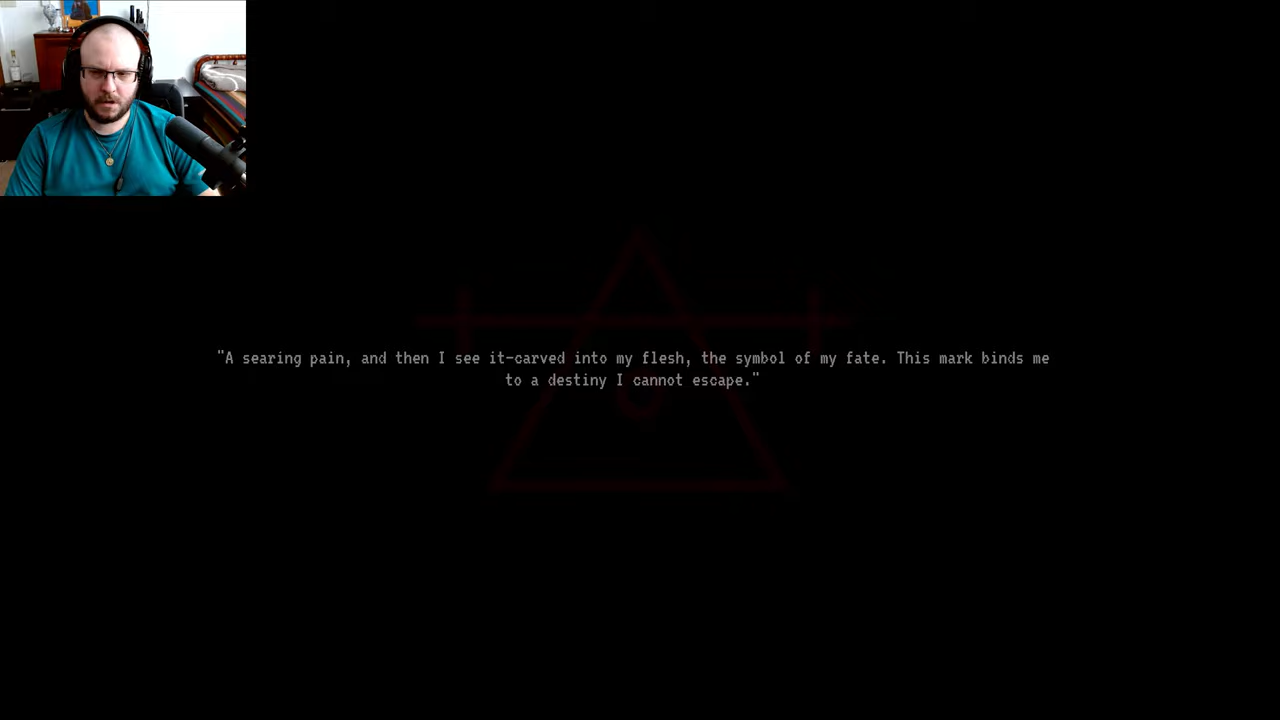 "A searing pain, and then I see it-carved into my flesh, the symbol of my fate. This mark binds me
to a destiny I cannot escape."